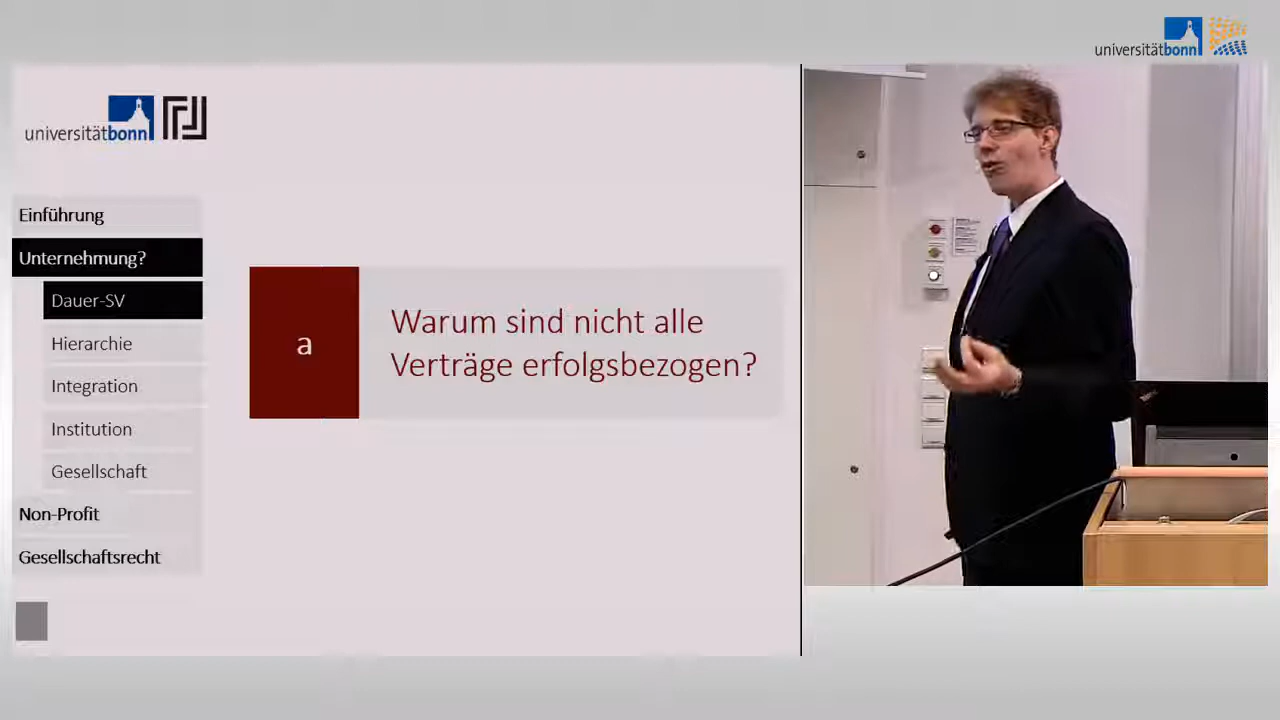 universitätbonn
universitätbonn
Einführung
Unternehmung?
Dauer-SV
Hierarchie
Integration
Institution
Gesellschaft
Non-Profit
Gesellschaftsrecht
a
Warum sind nicht alle
Verträge erfolgsbezogen?